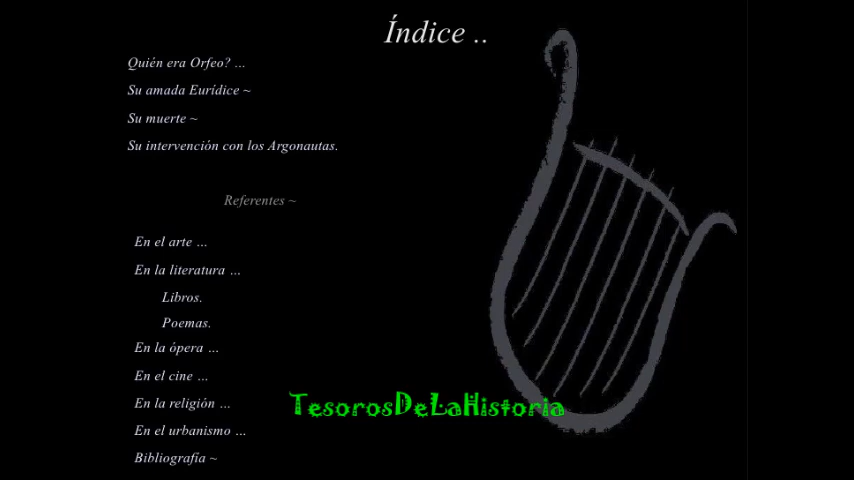 Índice ..
Quién era Orfeo? ...
Su amada Eurídice ~
Su muerte ~
Su intervención con los Argonautas.
Referentes ~
En el arte ...
En la literatura ...
Libros.
Poemas.
En la ópera ...
En el cine ...
En la religión ...
TesorosDeLaHistoria
En el urbanismo ...
Bibliografía ~